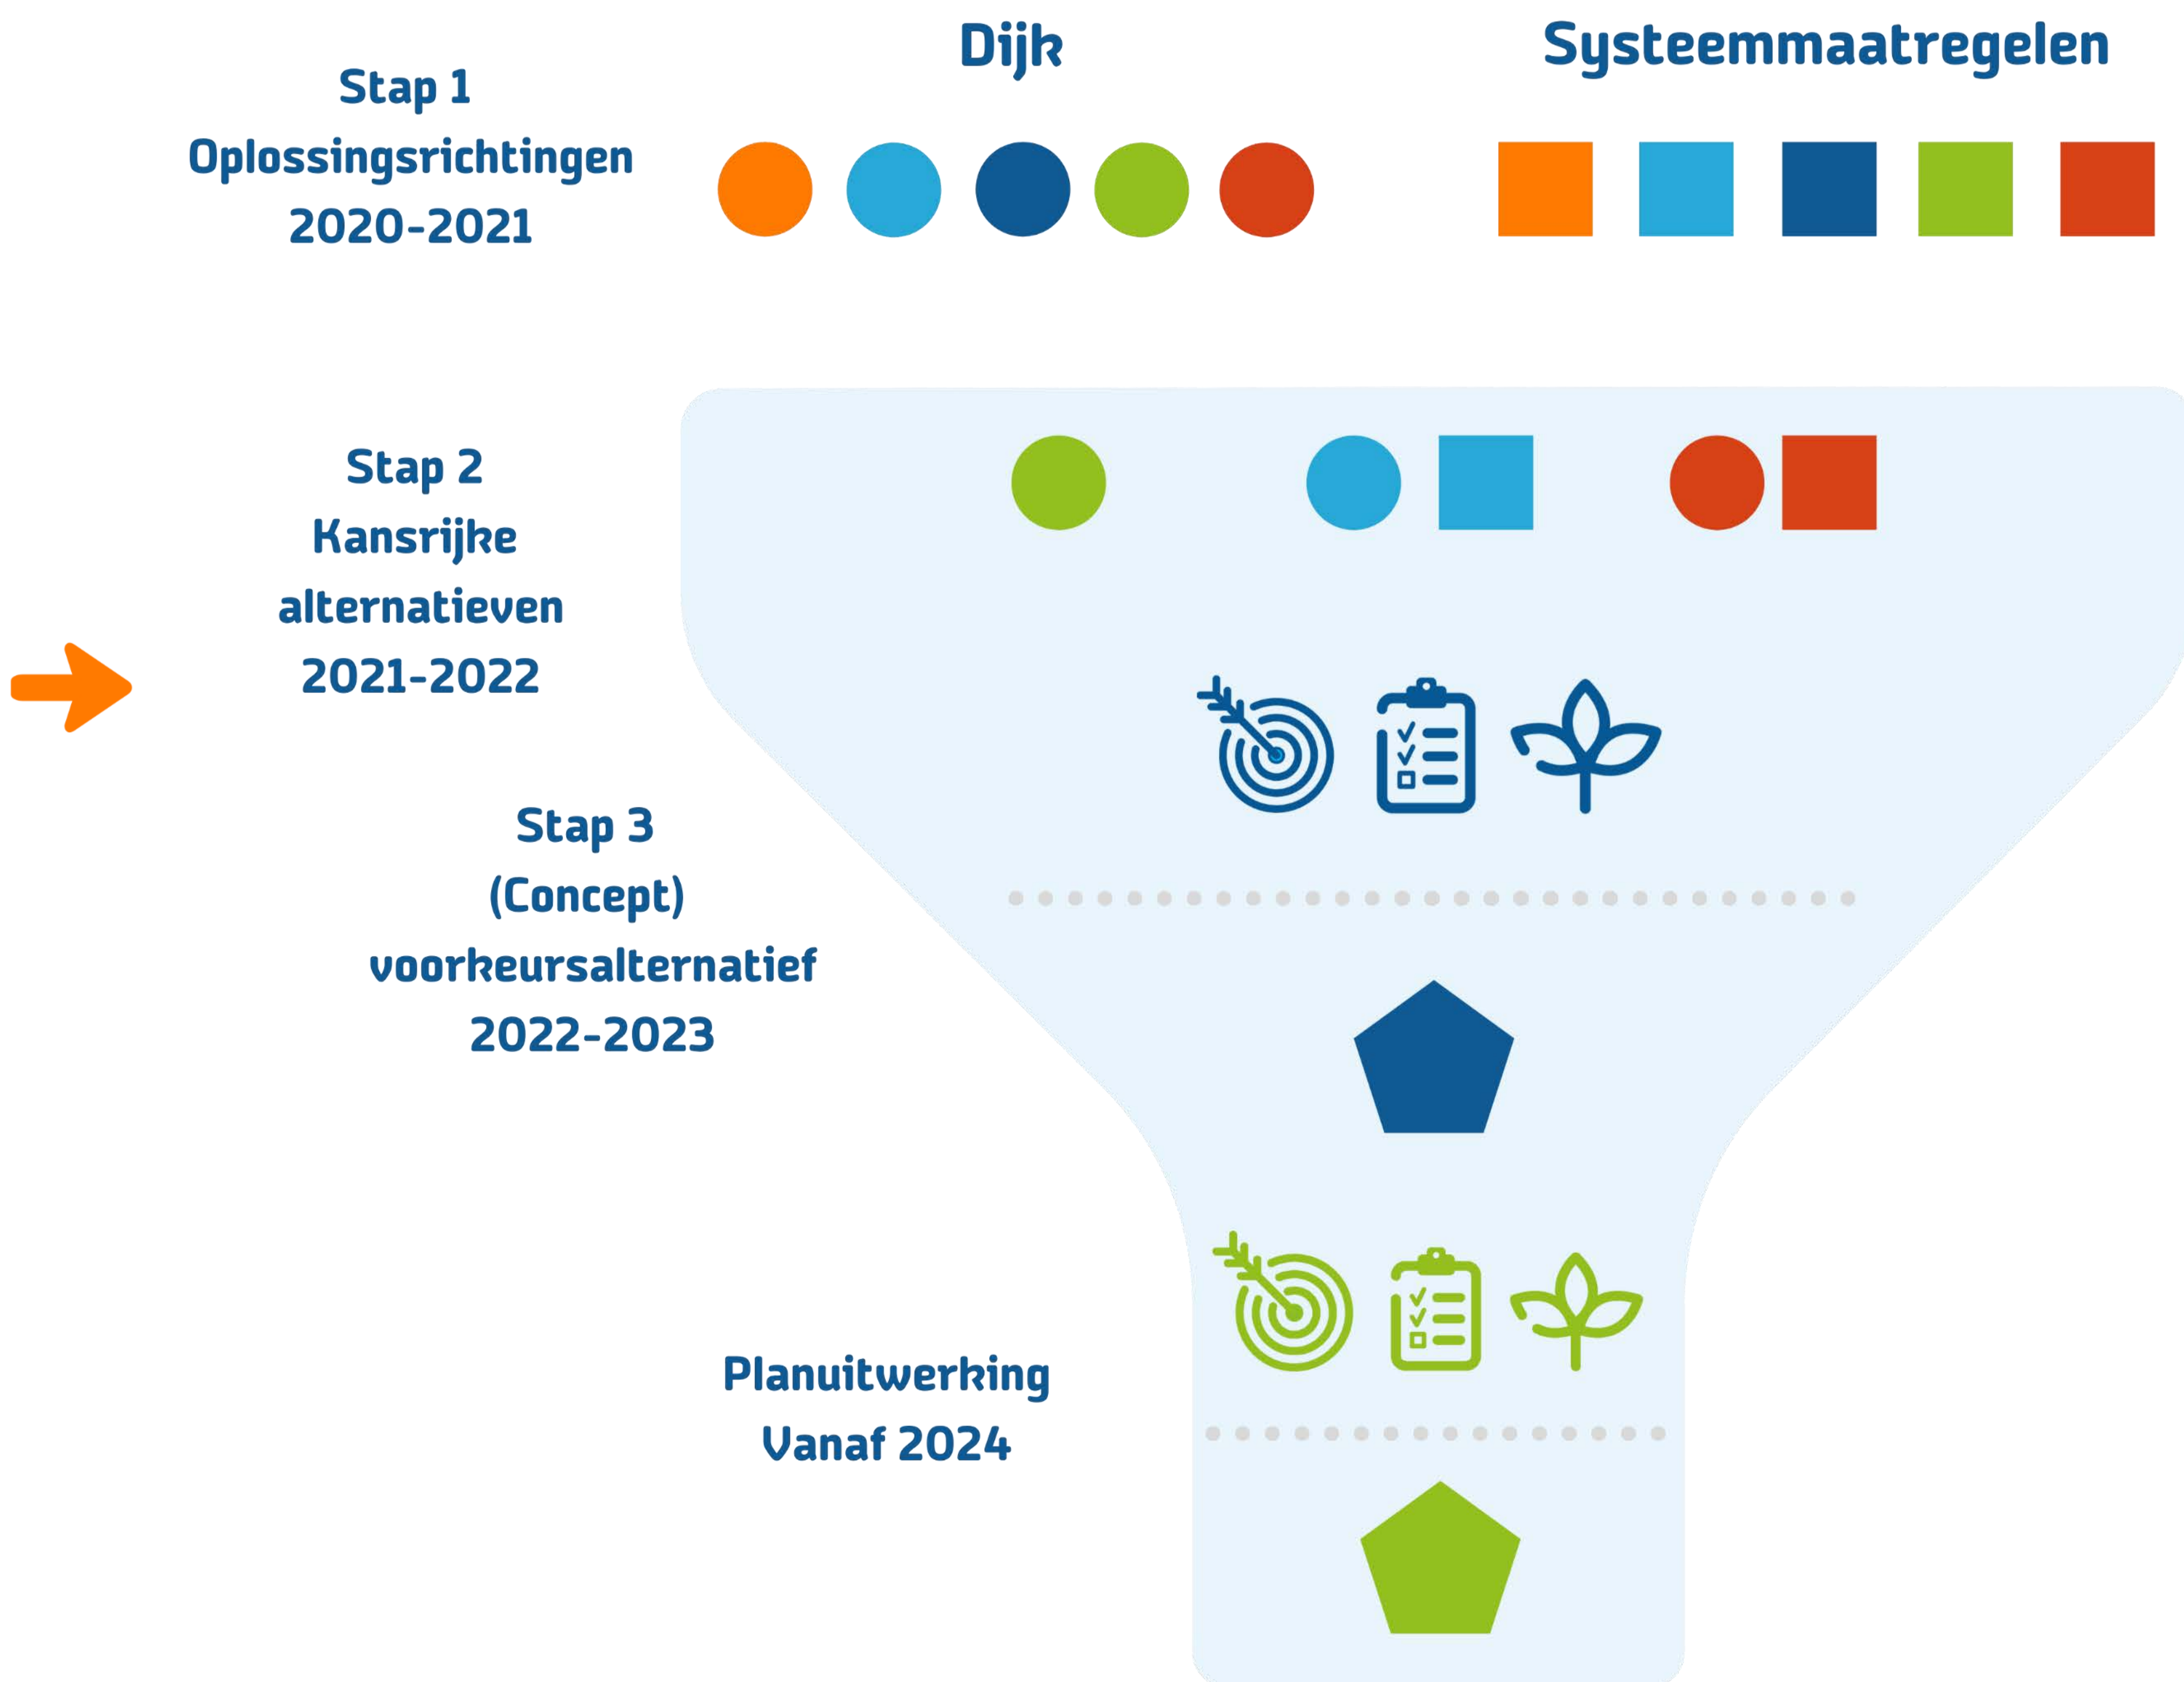 Dijk
Systeemmaatregelen
Stap 1
Oplossingsrichtingen
2020-2021
Stap 2
Kansrijke
alternatieven
2021-2022
Stap 3
(Concept)
voorkeursalternatief
2022-2023
Planuitwerking
Vanaf 2024